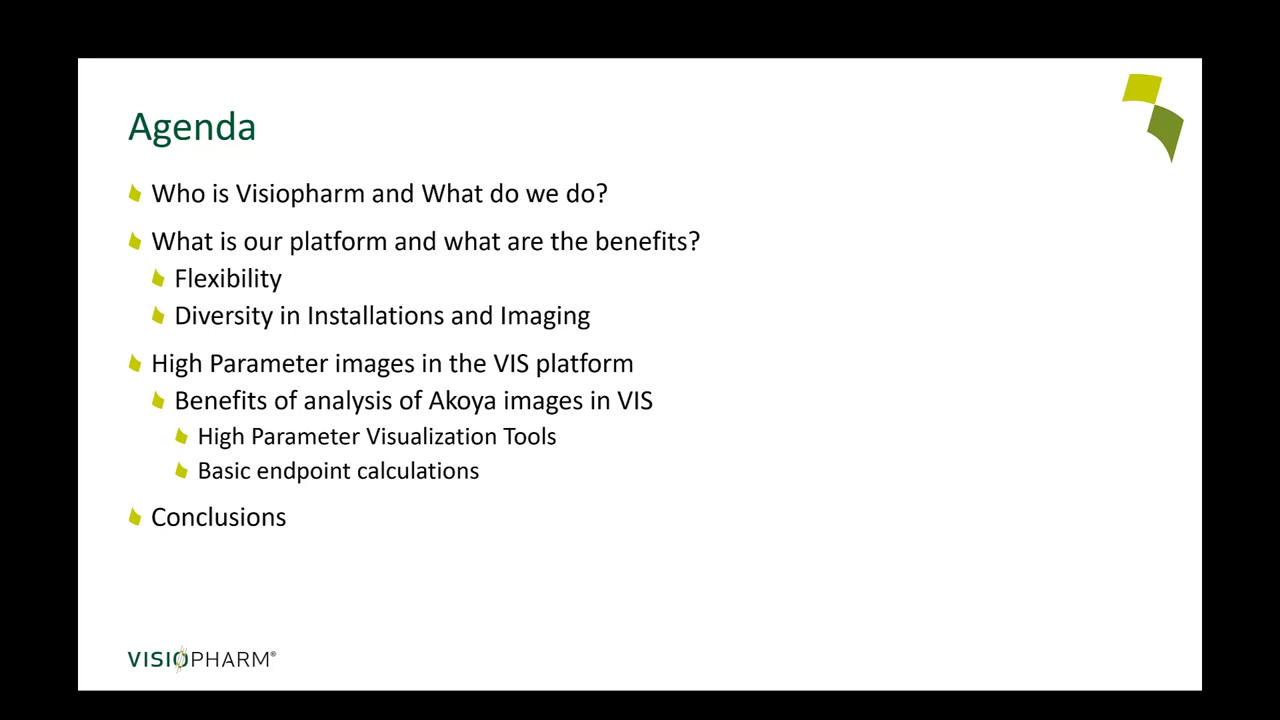 Agenda
Who is Visiopharm and What do we do?
What is our platform and what are the benefits?
Flexibility
Diversity in Installations and Imaging
High Parameter images in the VIS platform
Benefits of analysis of Akoya images in VIS
High Parameter Visualization Tools
Basic endpoint calculations
Conclusions
VISIOPHARM®